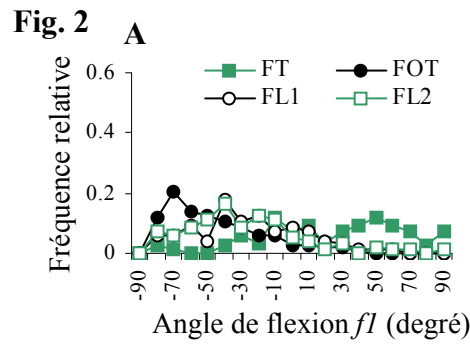 Fig. 2
A
FT
FOT
FL1
FL2
Fréquence relative
0.6
0.4
0.2
0
-90
-70
-50
-30
-10
10
30
50
70
90
Angle de flexion f1 (degré)